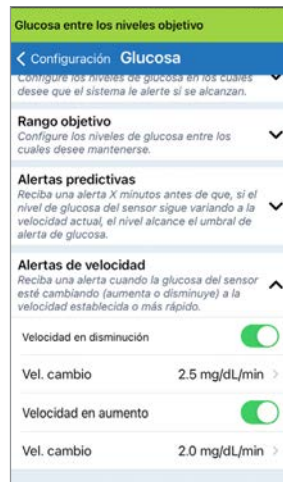 Glucosa entre los niveles objetivo
Configuración Glucosa
Configure los niveles de glucosa en los cuales
desee que el sistema le alerte si se alcanzan.
Rango objetivo
Configure los niveles de glucosa entre los
cuales desee mantenerse.
Alertas predictivas
Reciba una alerta X minutos antes de que, si el
nivel de glucosa del sensor sigue variando a la
velocidad actual, el nivel alcance el umbral de
alerta de glucosa.
Alertas de velocidad
Reciba una alerta cuando la glucosa del sensor
esté cambiando (aumenta o disminuye) a la
velocidad establecida o más rápido.
Velocidad en disminución
Vel. cambio 2.5 mg/dL/min
Velocidad en aumento
Vel. cambio 2.0 mg/dL/min